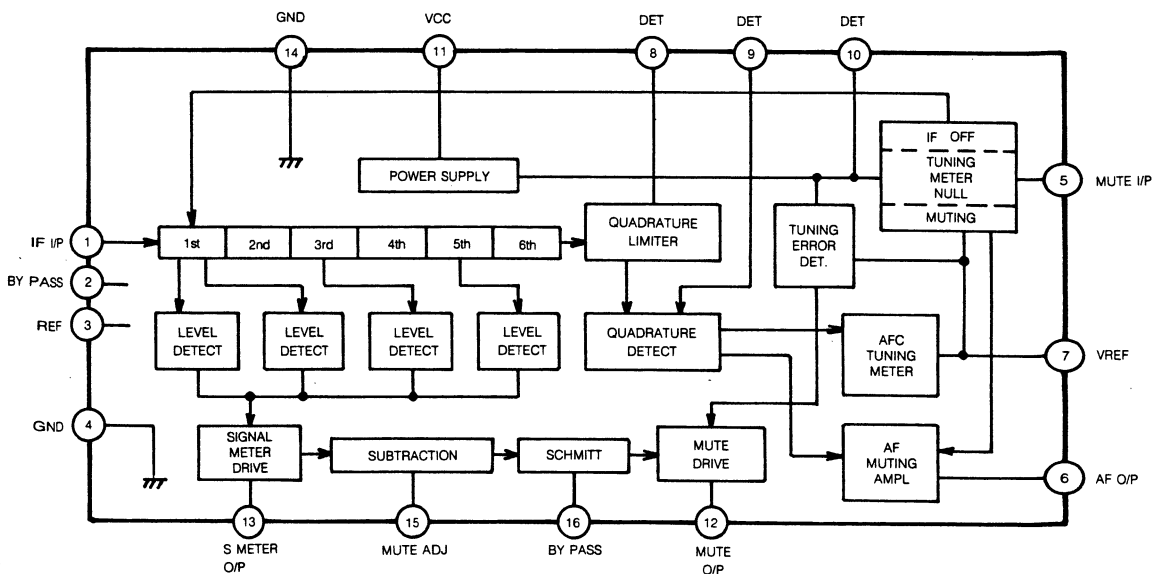 GND VCC DET DET DET
14 11 8 9 10
IF OFF
TUNING
METER
NULL
MUTING
5 MUTE I/P
POWER SUPPLY
QUADRATURE
LIMITER
TUNING
ERROR
DET.
IF I/P 1
1st 2nd 3rd 4th 5th 6th
BY PASS 2
REF 3
LEVEL
DETECT
LEVEL
DETECT
LEVEL
DETECT
LEVEL
DETECT
QUADRATURE
DETECT
AFC
TUNING
METER
7 VREF
GND 4
SIGNAL
METER
DRIVE
SUBTRACTION
SCHMITT
MUTE
DRIVE
AF
MUTING
AMPL
6 AF O/P
13 15 16 12
S METER
O/P
MUTE ADJ
BY PASS
MUTE
O/P